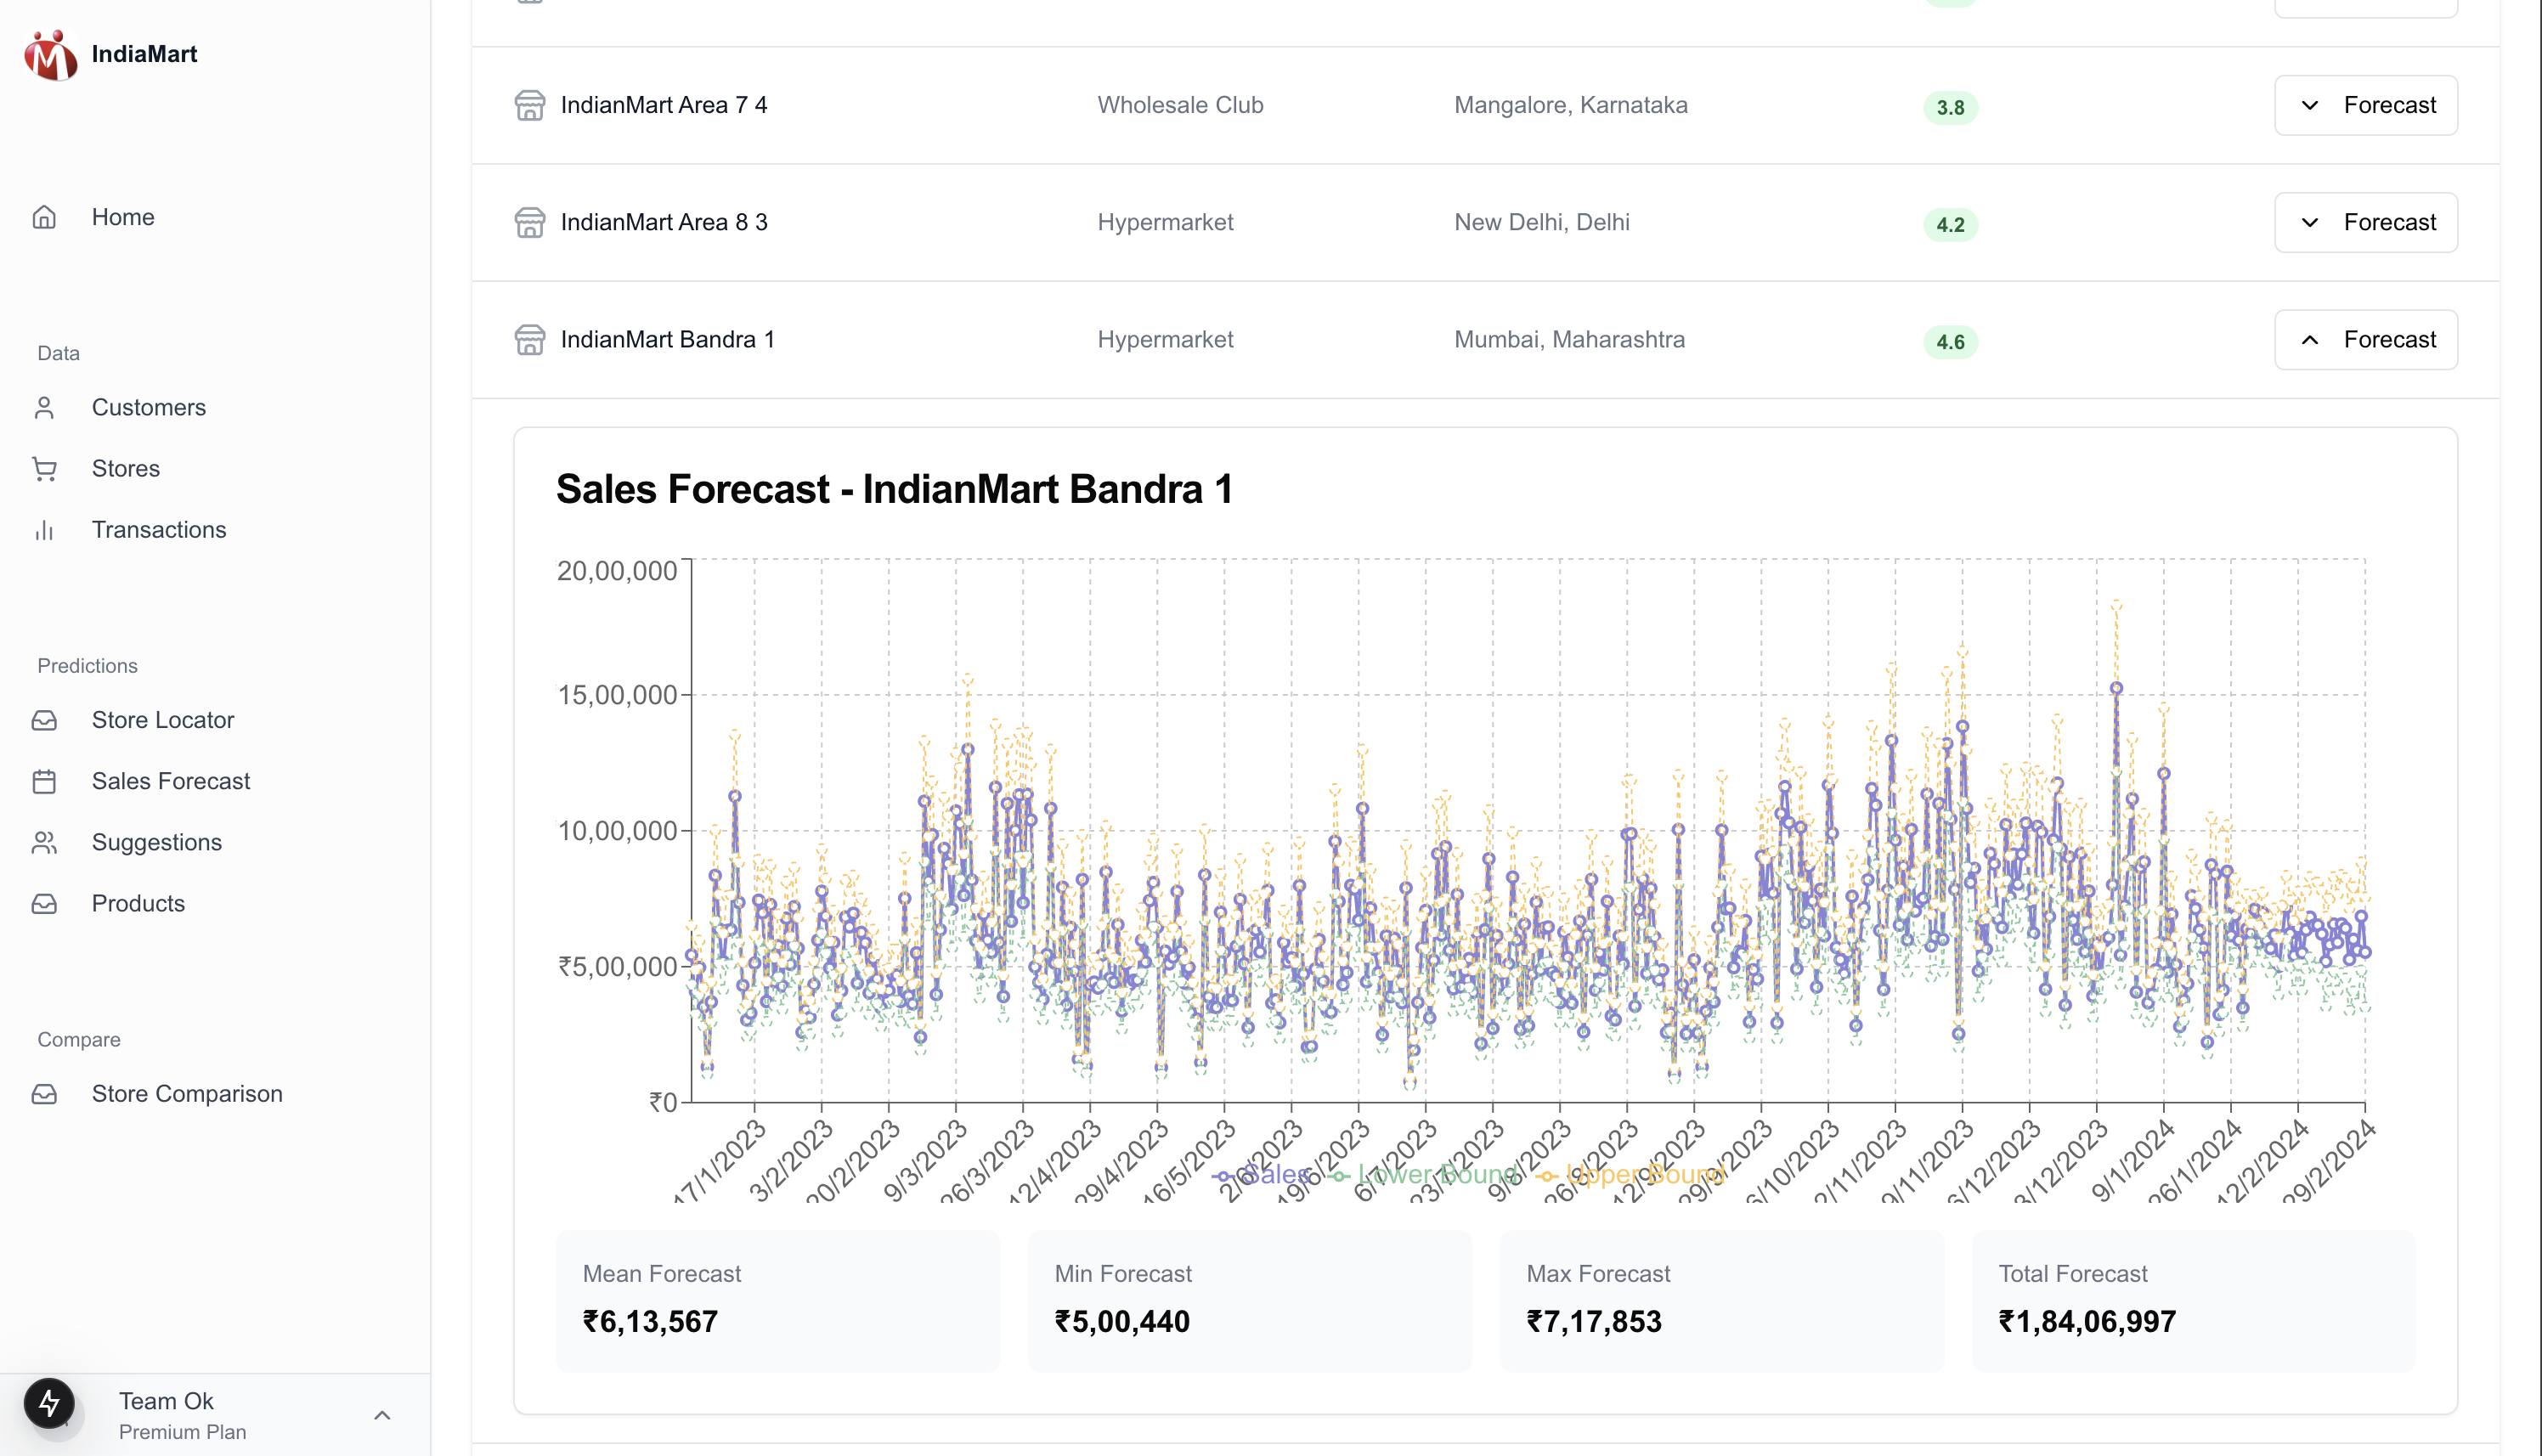 IndiaMart
Home
Data
Customers
Stores
Transactions
Predictions
Store Locator
Sales Forecast
Suggestions
Products
Compare
Store Comparison
Team Ok
Premium Plan
IndianMart Area 7 4 Wholesale Club Mangalore, Karnataka 3.8 Forecast
IndianMart Area 8 3 Hypermarket New Delhi, Delhi 4.2 Forecast
IndianMart Bandra 1 Hypermarket Mumbai, Maharashtra 4.6 Forecast
Sales Forecast - IndianMart Bandra 1
20,00,000
15,00,000
10,00,000
₹5,00,000
₹0
17/1/2023 3/2/2023 20/2/2023 9/3/2023 26/3/2023 12/4/2023 29/4/2023 16/5/2023 2/6/2023 19/6/2023 6/7/2023 23/7/2023 9/8/2023 26/8/2023 12/9/2023 29/9/2023 6/10/2023 2/11/2023 9/11/2023 6/12/2023 3/12/2023 9/1/2024 26/1/2024 12/2/2024 29/2/2024
Sales Lower Bound Upper Bound
Mean Forecast Min Forecast Max Forecast Total Forecast
₹6,13,567 ₹5,00,440 ₹7,17,853 ₹1,84,06,997